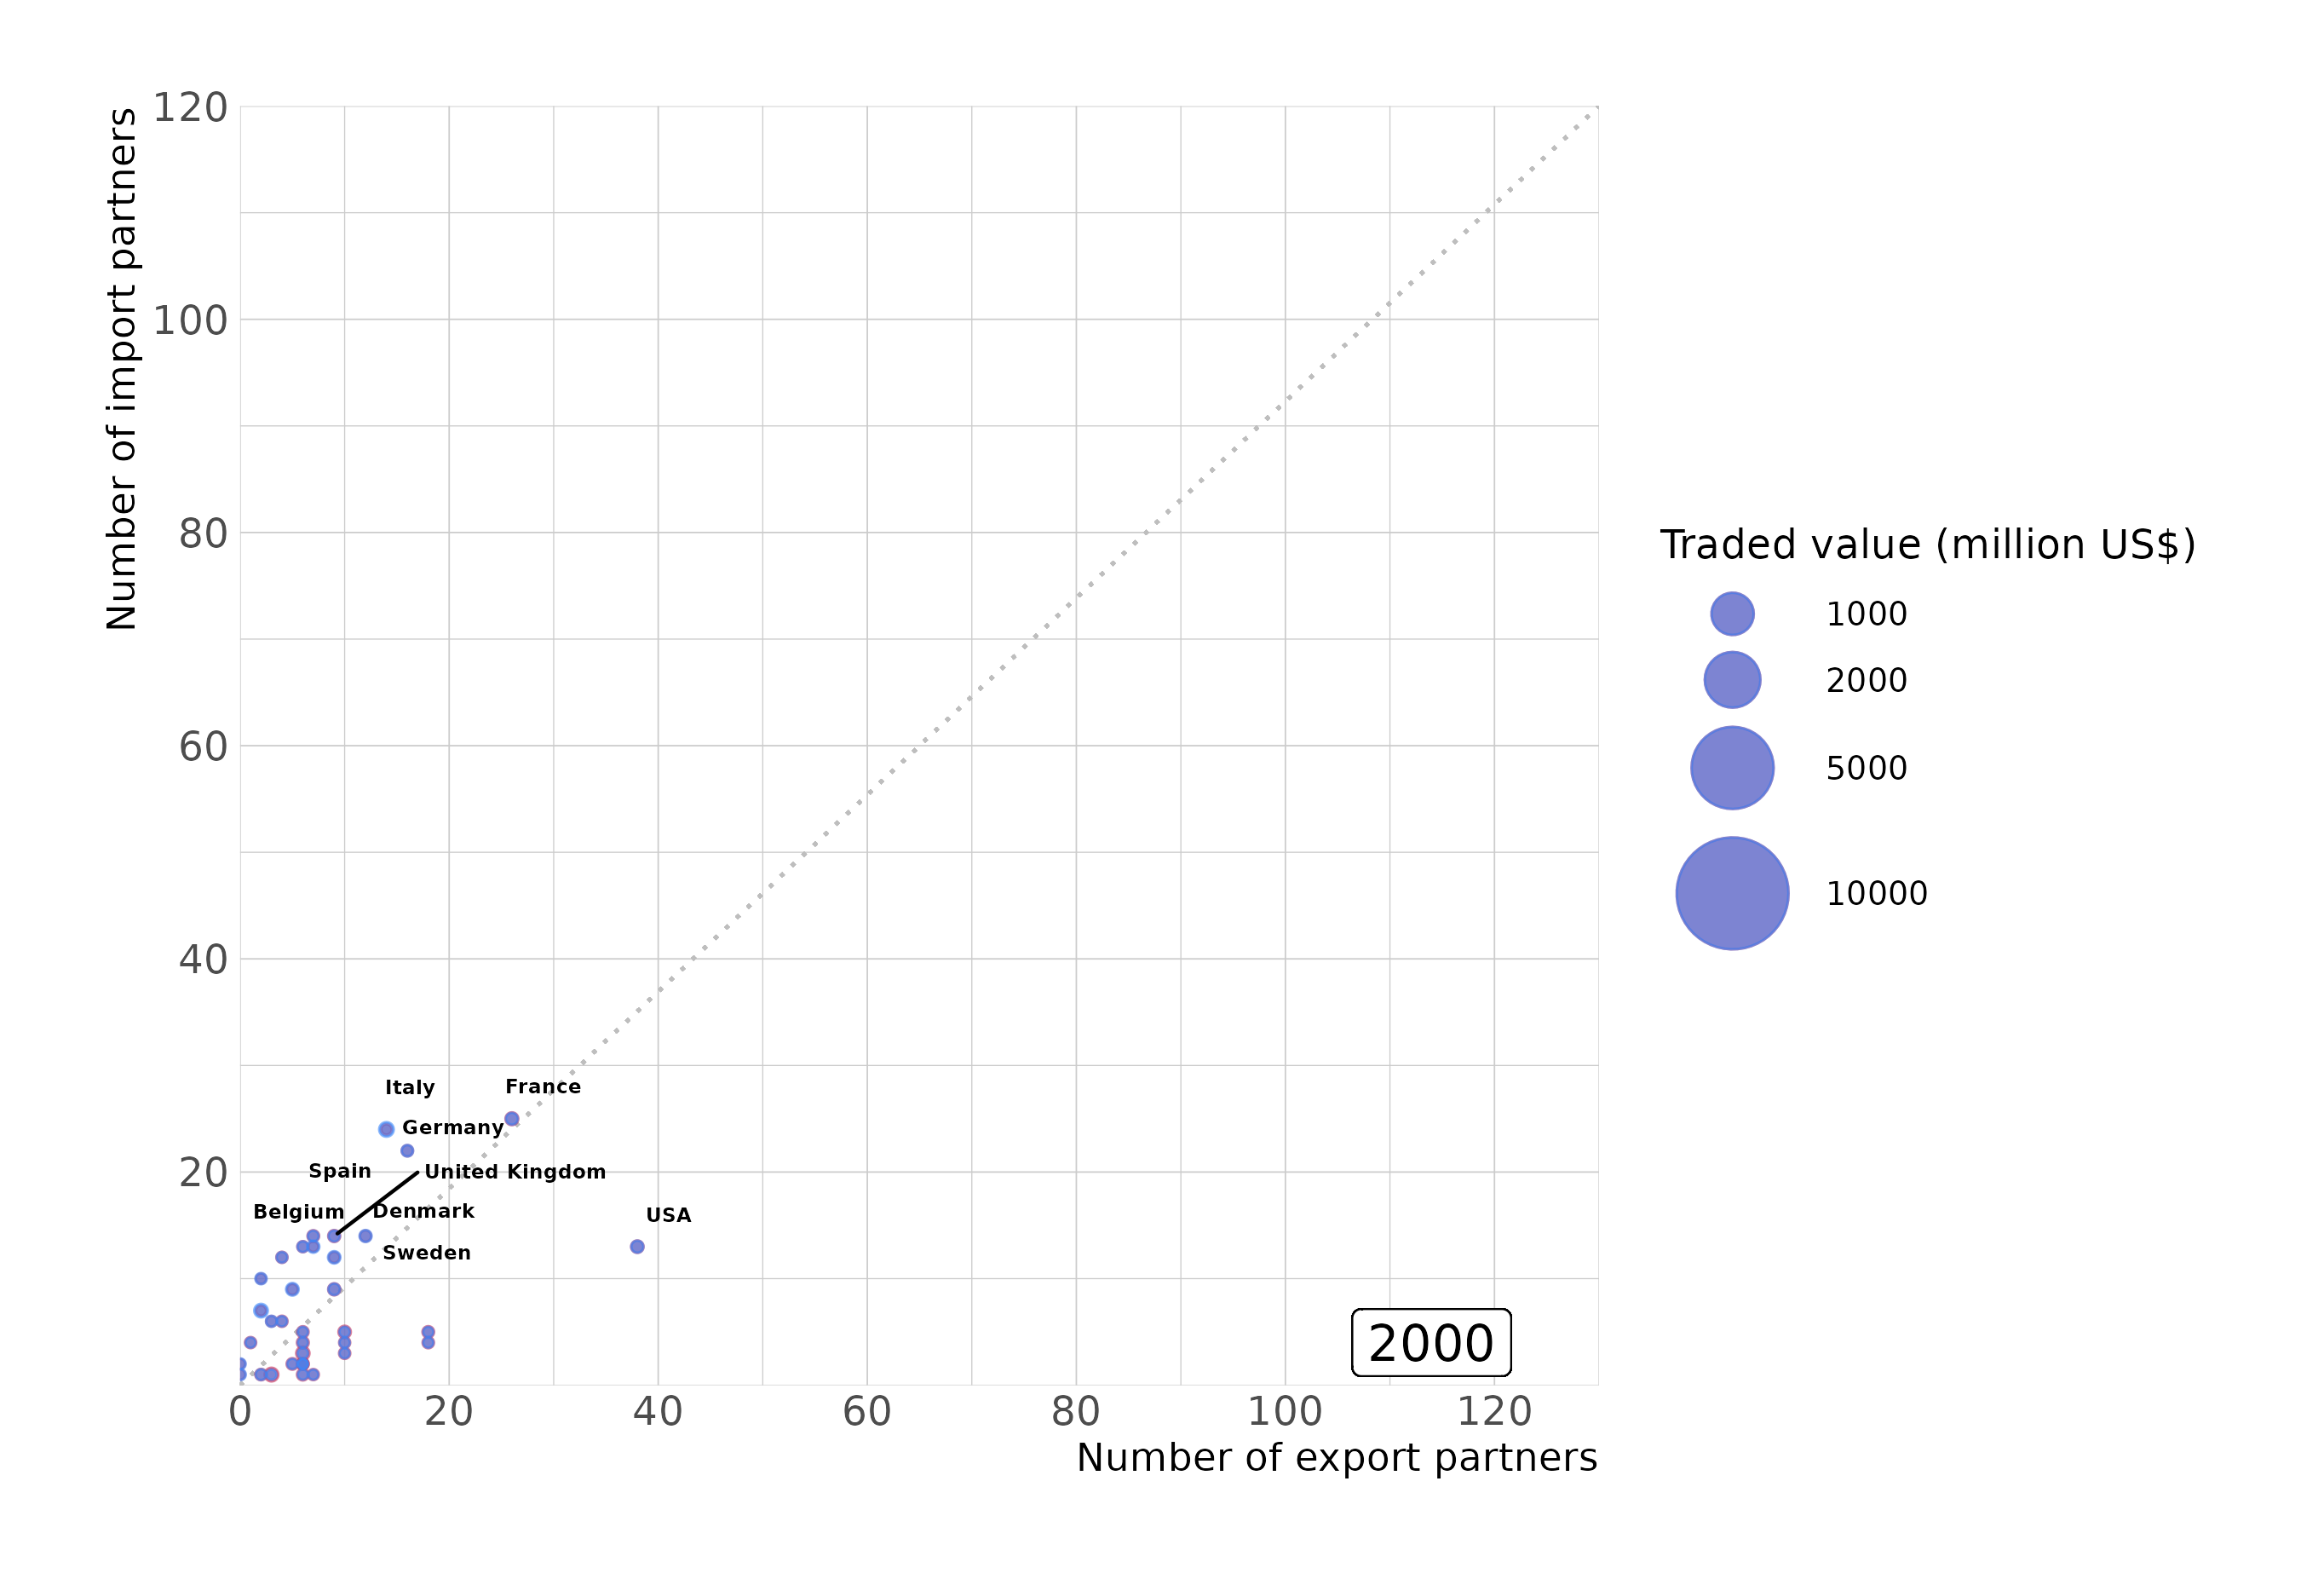 Number of import partners
120
100
80
60
40
20
Italy
France
Germany
Spain
United Kingdom
Belgium
Denmark
USA
Sweden
2000
0
20
40
60
80
100
120
Number of export partners
Traded value (million US$)
1000
2000
5000
10000